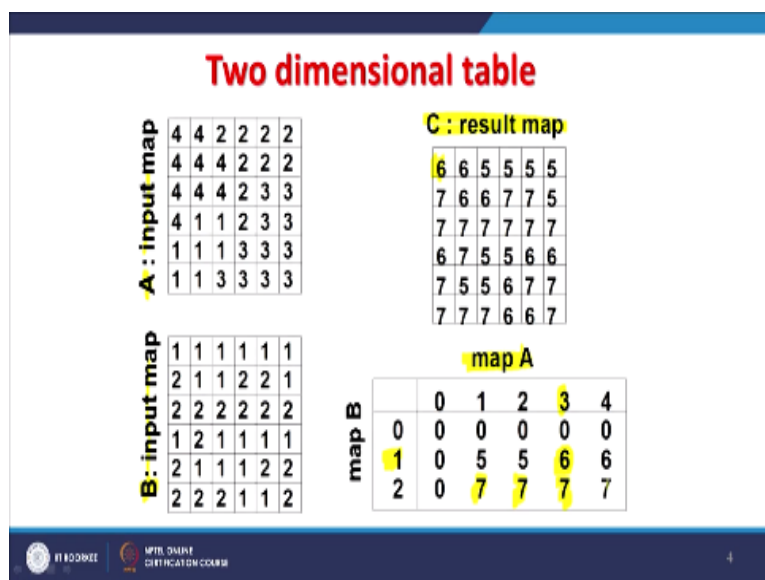 Two dimensional table
A : input map
4 4 2 2 2 2
4 4 4 2 2 2
4 4 4 2 3 3
4 1 1 2 3 3
1 1 1 3 3 3
1 1 3 3 3 3
C : result map
6 6 5 5 5 5
7 6 6 7 7 5
7 7 7 7 7 7
6 7 5 5 6 6
7 5 5 6 7 7
7 7 7 6 6 7
B: input map
1 1 1 1 1 1
2 1 1 2 2 1
2 2 2 2 2 2
1 2 1 1 1 1
2 1 1 1 2 2
2 2 2 1 1 2
map A
map B
0 1 2 3 4
0 0 0 0 0 0
1 0 5 5 6 6
2 0 7 7 7 7
IIT ROORKEE
NPTEL ONLINE
CERTIFICATION COURSE
4